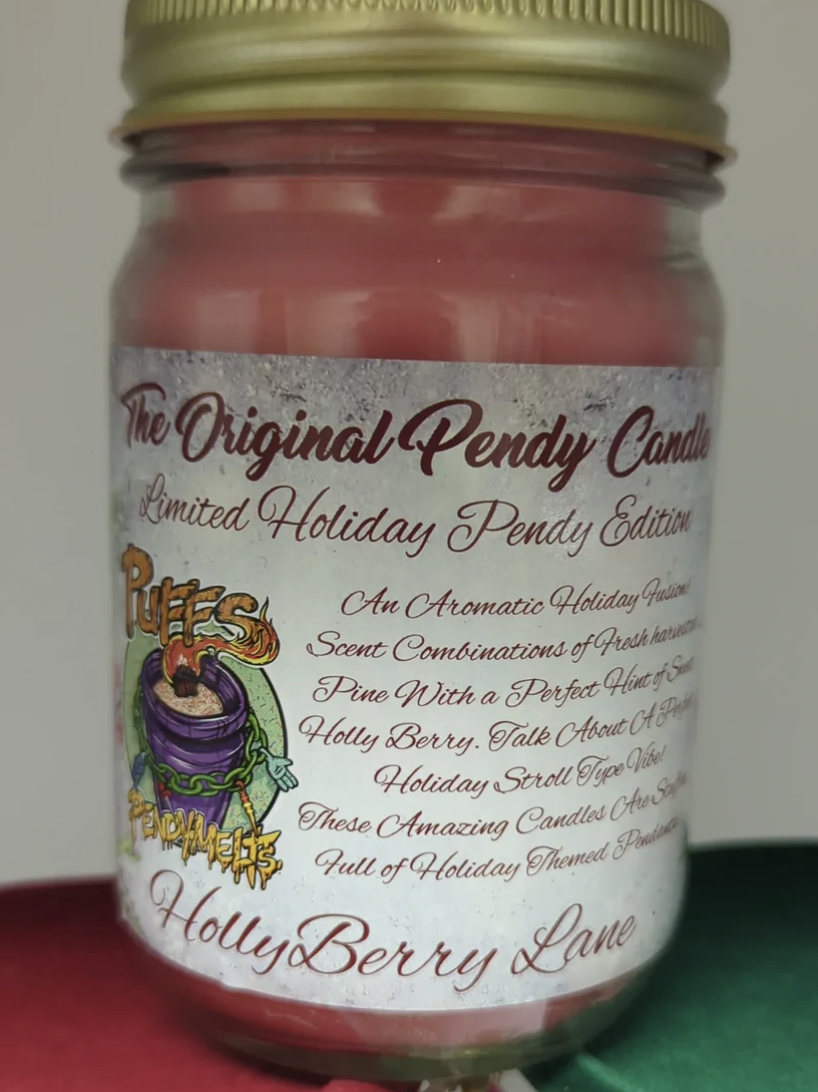 The Original Pendy Candle
Limited Holiday Pendy Edition
PUFFS
PENDYMELTS
An Aromatic Holiday Fusion!
Scent Combinations of Fresh
Pine With a Perfect Hint of
Holly Berry. Talk About A
Holiday Stroll Type Vibe!
These Amazing Candles Are
Full of Holiday Themed
HollyBerry Lane